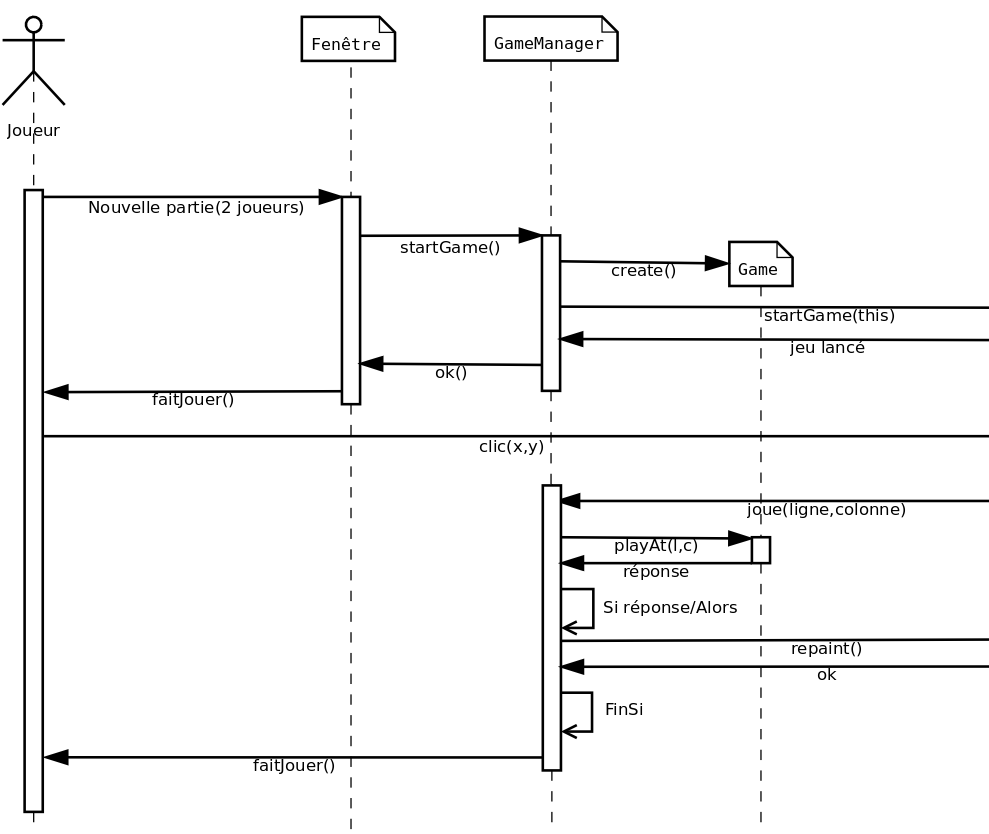 Fenêtre
GameManager
Joueur
Nouvelle partie(2 joueurs)
startGame()
create()
Game
startGame(this)
jeu lancé
ok()
faitJouer()
clic(x,y)
joue(ligne,colonne)
playAt(l,c)
réponse
Si réponse/Alors
repaint()
ok
FinSi
faitJouer()